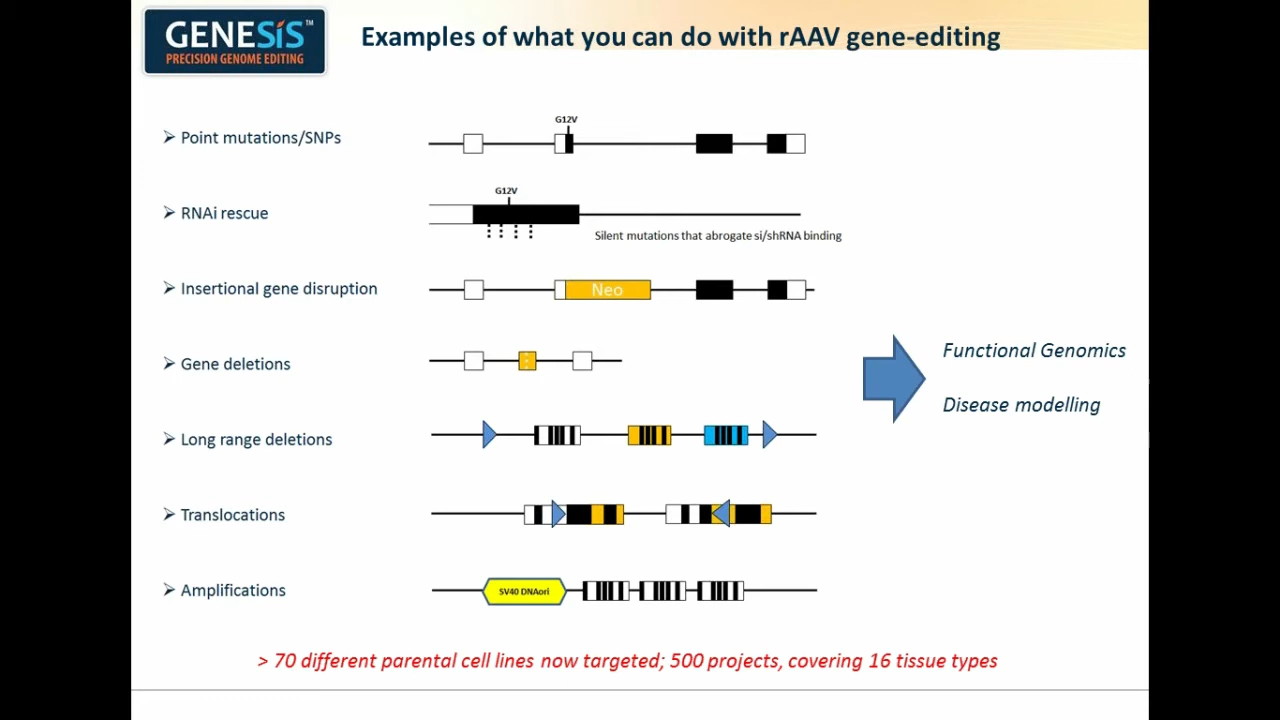 GENESIS™
PRECISION GENOME EDITING
Examples of what you can do with rAAV gene-editing
Point mutations/SNPs
G12V
RNAi rescue
G12V
Silent mutations that abrogate si/shRNA binding
Insertional gene disruption
Neo
Gene deletions
Functional Genomics
Disease modelling
Long range deletions
Translocations
Amplifications
SV40 DNAori
> 70 different parental cell lines now targeted; 500 projects, covering 16 tissue types